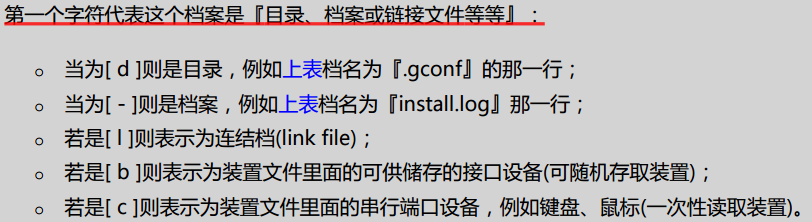 第一个字符代表这个档案是『目录、档案或链接文件等等』：
当为[ d ]则是目录，例如上表档名为『.gconf』的那一行；
当为[ - ]则是档案，例如上表档名为『install.log』那一行；
若是[ l ]则表示为连结档(link file)；
若是[ b ]则表示为装置文件里面的可供储存的接口设备(可随机存取装置)；
若是[ c ]则表示为装置文件里面的串行端口设备，例如键盘、鼠标(一次性读取装置)。